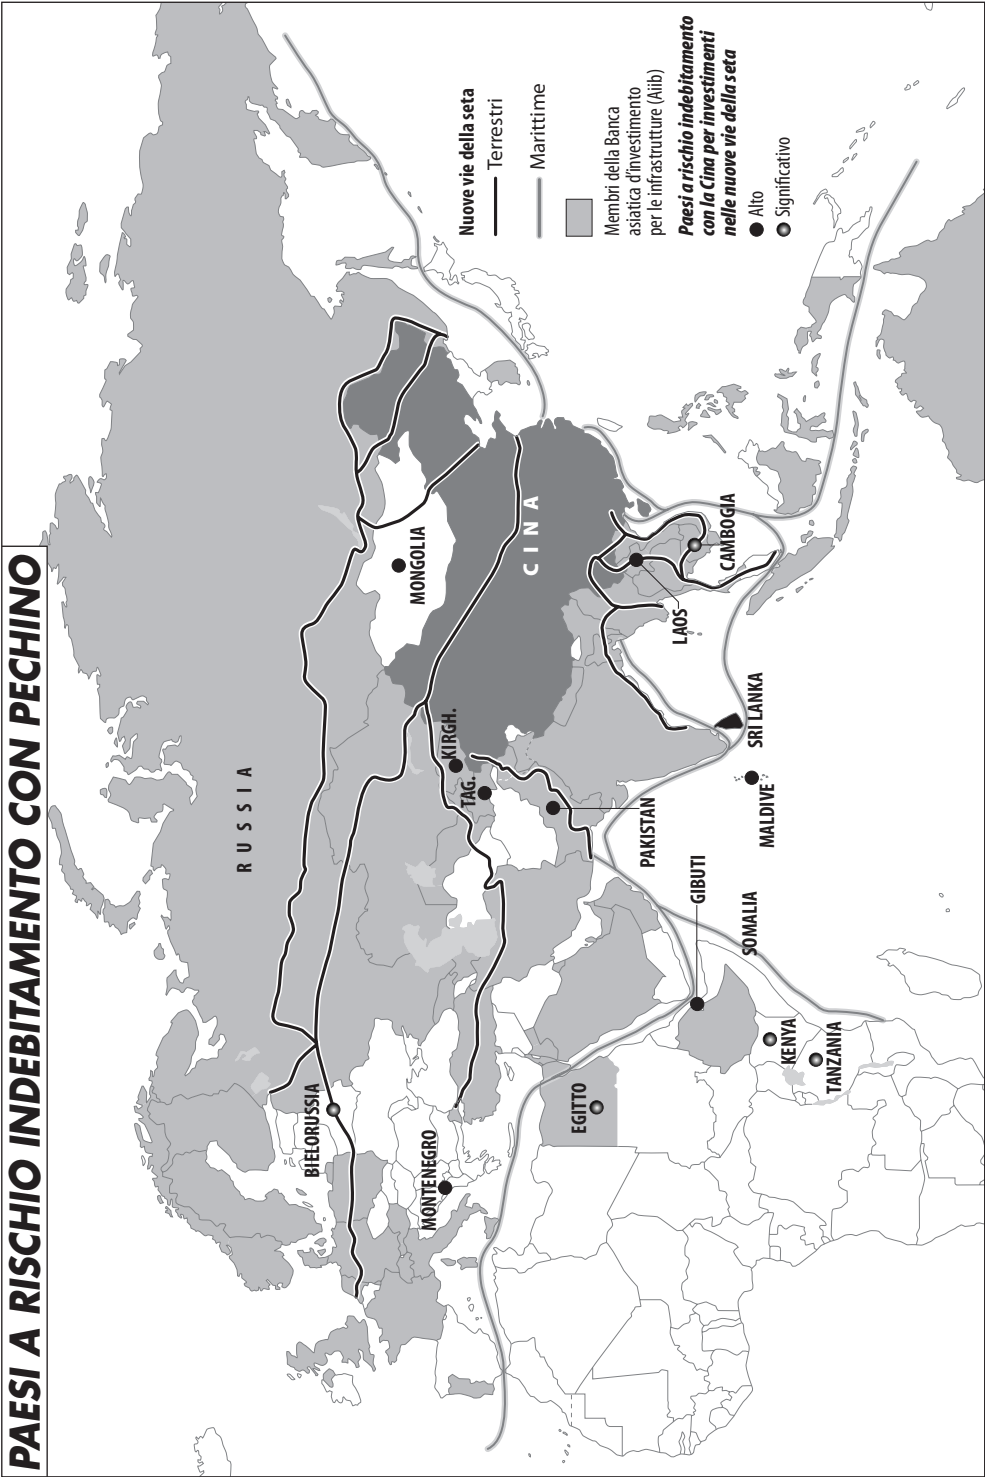 PAESI A RISCHIO INDEBITAMENTO CON PECHINO
Nuove vie della seta
Terrestri
Marittime
Membri della Banca
asiatica d'investimento
per le infrastrutture (Aiib)
Paesi a rischio indebitamento
con la Cina per investimenti
nelle nuove vie della seta
Alto
Significativo
RUSSIA
MONGOLIA
CINA
KIRGH.
TAG.
BIELORUSSIA
MONTENEGRO
EGITTO
PAKISTAN
GIBUTI
SOMALIA
KENYA
TANZANIA
MALDIVE
SRI LANKA
LAOS
CAMBOGIA